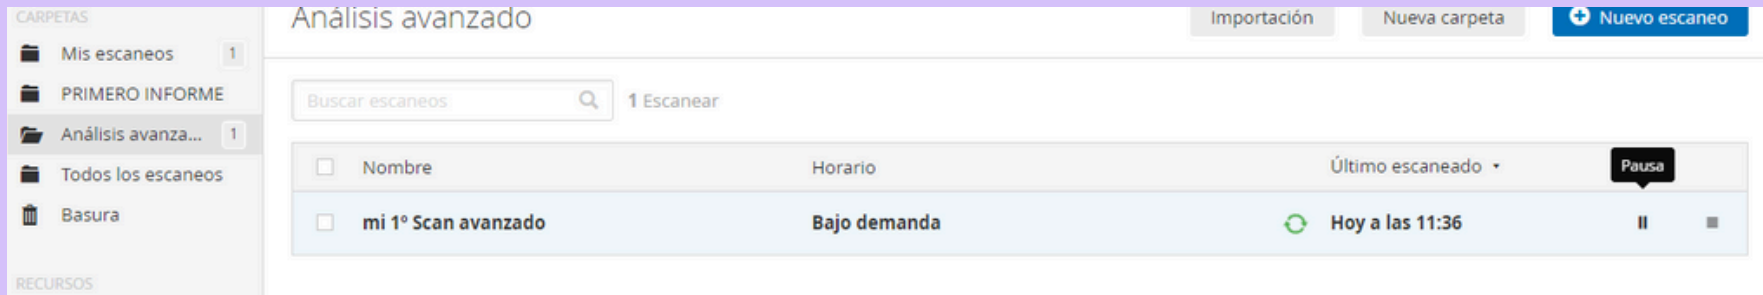 CARPETAS
Mis escaneos 1
PRIMERO INFORME
Análisis avanza... 1
Todos los escaneos
Basura
RECURSOS
Análisis avanzado
Importación
Nueva carpeta
Nuevo escaneo
Buscar escaneos
1 Escanear
Nombre Horario Último escaneado
Pausa
mi 1º Scan avanzado Bajo demanda Hoy a las 11:36